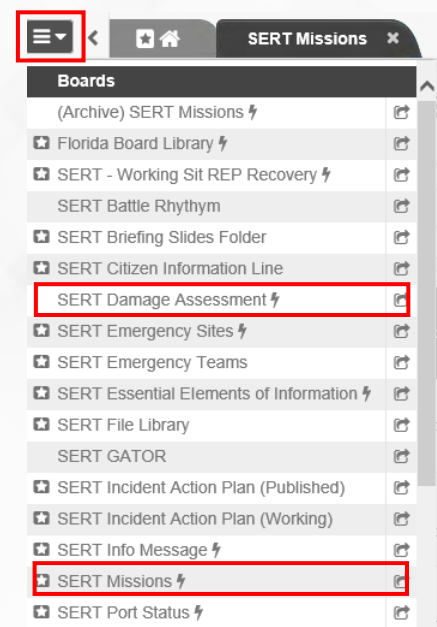 SERT Missions
Boards
(Archive) SERT Missions
Florida Board Library
SERT - Working Sit REP Recovery
SERT Battle Rhythym
SERT Briefing Slides Folder
SERT Citizen Information Line
SERT Damage Assessment
SERT Emergency Sites
SERT Emergency Teams
SERT Essential Elements of Information
SERT File Library
SERT GATOR
SERT Incident Action Plan (Published)
SERT Incident Action Plan (Working)
SERT Info Message
SERT Missions
SERT Port Status